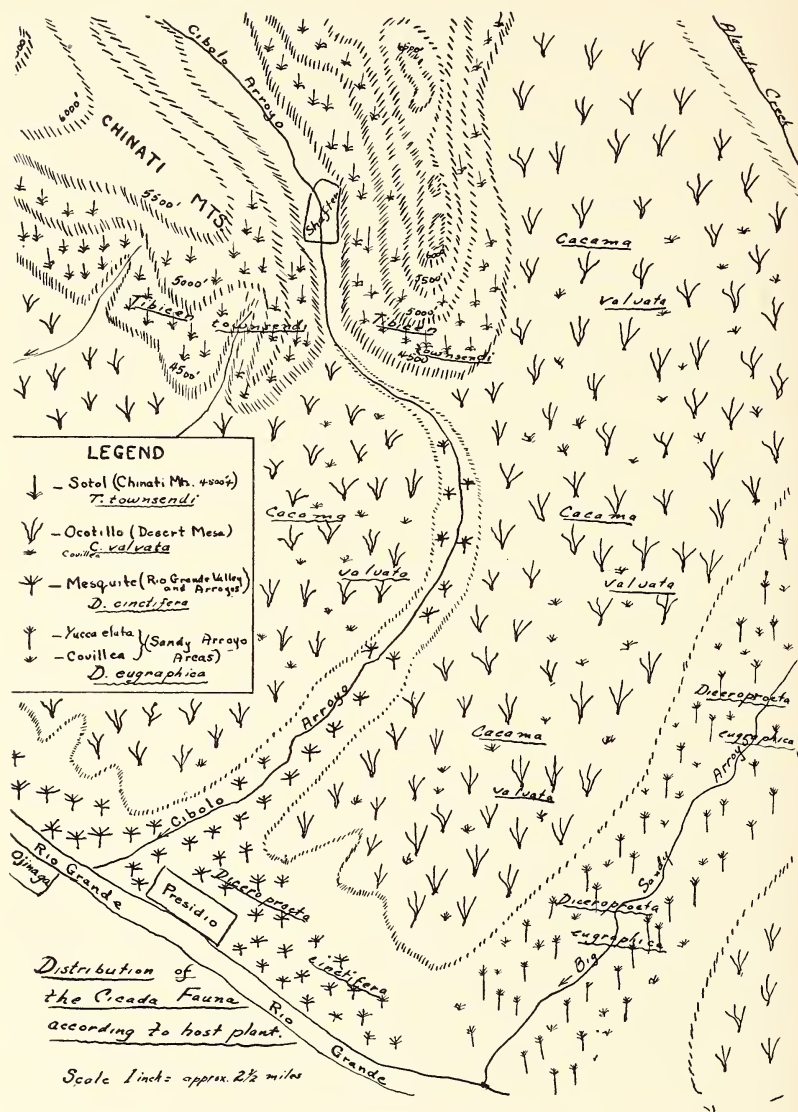 Cibolo Arroyo
Alamito Creek
6000'
CHINATI
MTS.
5500'
5000'
4500'
Shafter
5500'
5000'
4500
Tibicen
townsendi
Tibicen
townsendi
Cacama
valvata
LEGEND
– Sotol (Chinati Mts. 4500'+)
T. townsendi
– Ocotillo (Desert Mesa)
Covillea
C. valvata
– Mesquite (Rio Grande Valley
and Arroyos)
D. cinctifera
– Yucca elata } (Sandy Arroyo
– Covillea Areas)
D. eugraphica
Cacama
valvata
Cacama
valvata
Cacama
valvata
Diceroprocta
eugraphica
Diceroprocta
eugraphica
Big Sandy Arroyo
Cibolo Arroyo
Rio Grande
Ojinaga
Presidio
Diceroprocta
cinctifera
Rio Grande
Distribution of
the Cicada Fauna
according to host plant.
Scale 1 inch = approx. 2½ miles